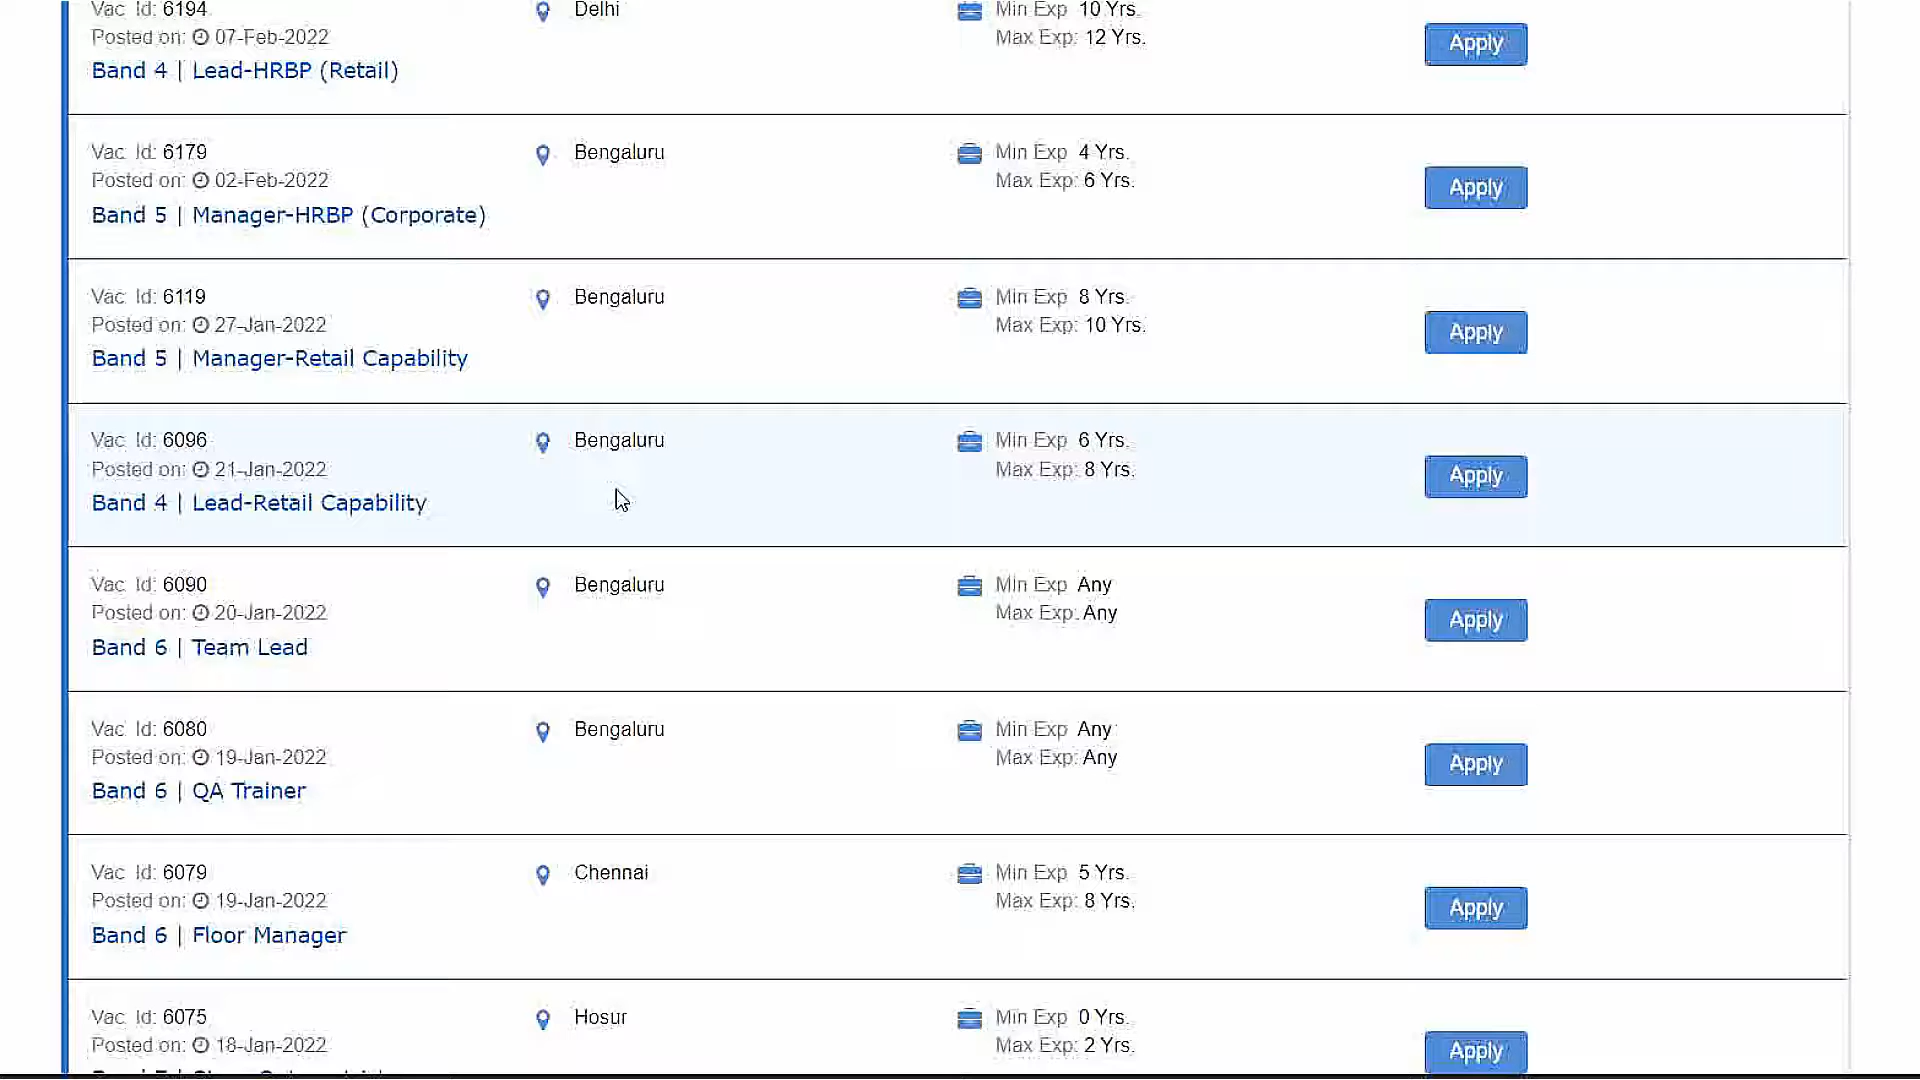 Vac Id: 6194
Delhi
Min Exp 10 Yrs.
Posted on: 07-Feb-2022
Max Exp: 12 Yrs.
Apply
Band 4 | Lead-HRBP (Retail)
Vac Id: 6179
Bengaluru
Min Exp 4 Yrs.
Posted on: 02-Feb-2022
Max Exp: 6 Yrs.
Apply
Band 5 | Manager-HRBP (Corporate)
Vac Id: 6119
Bengaluru
Min Exp 8 Yrs.
Posted on: 27-Jan-2022
Max Exp: 10 Yrs.
Apply
Band 5 | Manager-Retail Capability
Vac Id: 6096
Bengaluru
Min Exp 6 Yrs.
Posted on: 21-Jan-2022
Max Exp: 8 Yrs.
Apply
Band 4 | Lead-Retail Capability
Vac Id: 6090
Bengaluru
Min Exp Any
Posted on: 20-Jan-2022
Max Exp: Any
Apply
Band 6 | Team Lead
Vac Id: 6080
Bengaluru
Min Exp Any
Posted on: 19-Jan-2022
Max Exp: Any
Apply
Band 6 | QA Trainer
Vac Id: 6079
Chennai
Min Exp 5 Yrs.
Posted on: 19-Jan-2022
Max Exp: 8 Yrs.
Apply
Band 6 | Floor Manager
Vac Id: 6075
Hosur
Min Exp 0 Yrs.
Posted on: 18-Jan-2022
Max Exp: 2 Yrs.
Apply